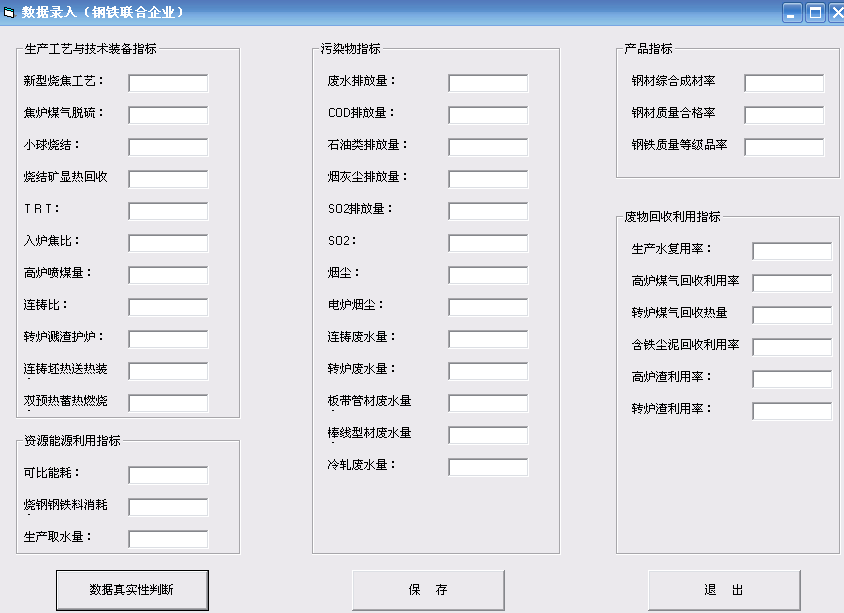 数据录入（钢铁联合企业）
生产工艺与技术装备指标
新型烧焦工艺：
焦炉煤气脱硫：
小球烧结：
烧结矿显热回收
TRT：
入炉焦比：
高炉喷煤量：
连铸比：
转炉溅渣护炉：
连铸坯热送热装
双预热蓄热燃烧
资源能源利用指标
可比能耗：
烧钢钢铁料消耗
生产取水量：
污染物指标
废水排放量：
COD排放量：
石油类排放量：
烟灰尘排放量：
SO2排放量：
SO2：
烟尘：
电炉烟尘：
连铸废水量：
转炉废水量：
板带管材废水量
棒线型材废水量
冷轧废水量：
产品指标
钢材综合成材率
钢材质量合格率
钢铁质量等级品率
废物回收利用指标
生产水复用率：
高炉煤气回收利用率
转炉煤气回收热量
含铁尘泥回收利用率
高炉渣利用率：
转炉渣利用率：
数据真实性判断
保 存
退 出